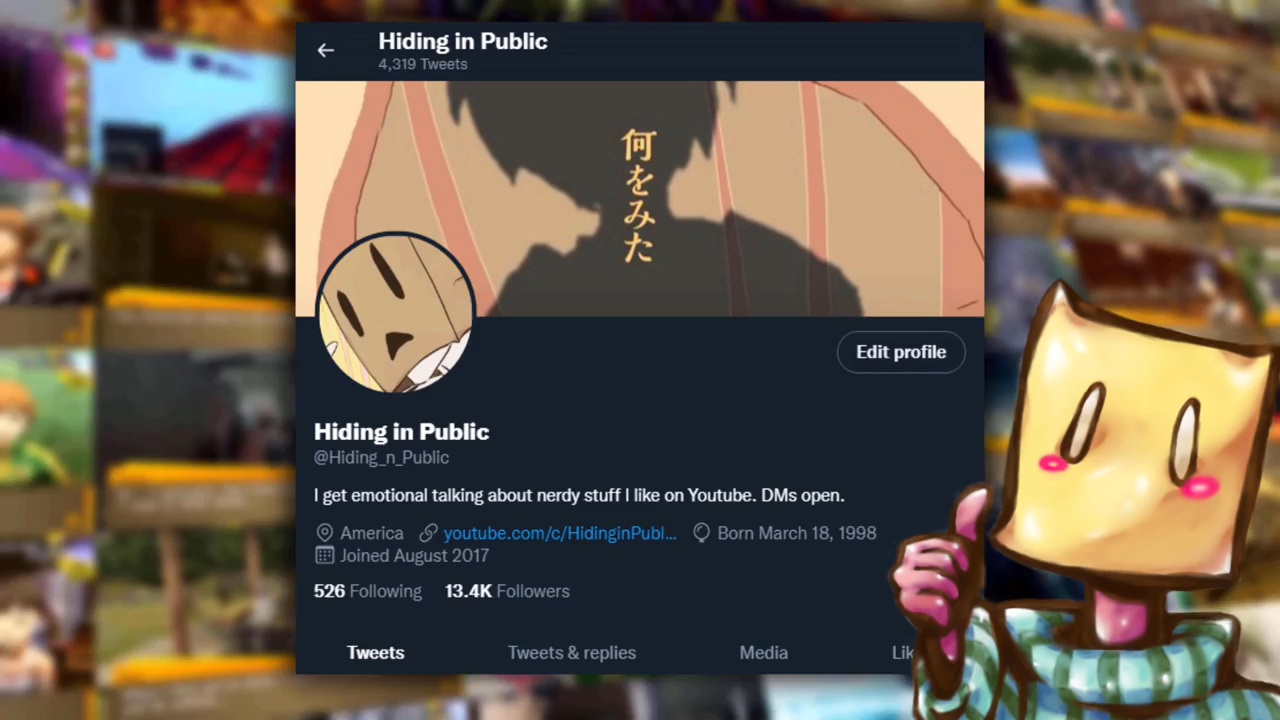 Hiding in Public
4,319 Tweets
何をみた
Edit profile
Hiding in Public
@Hiding_n_Public
I get emotional talking about nerdy stuff I like on Youtube. DMs open.
America youtube.com/c/HidinginPubl... Born March 18, 1998
Joined August 2017
526 Following 13.4K Followers
Tweets Tweets & replies Media Lik